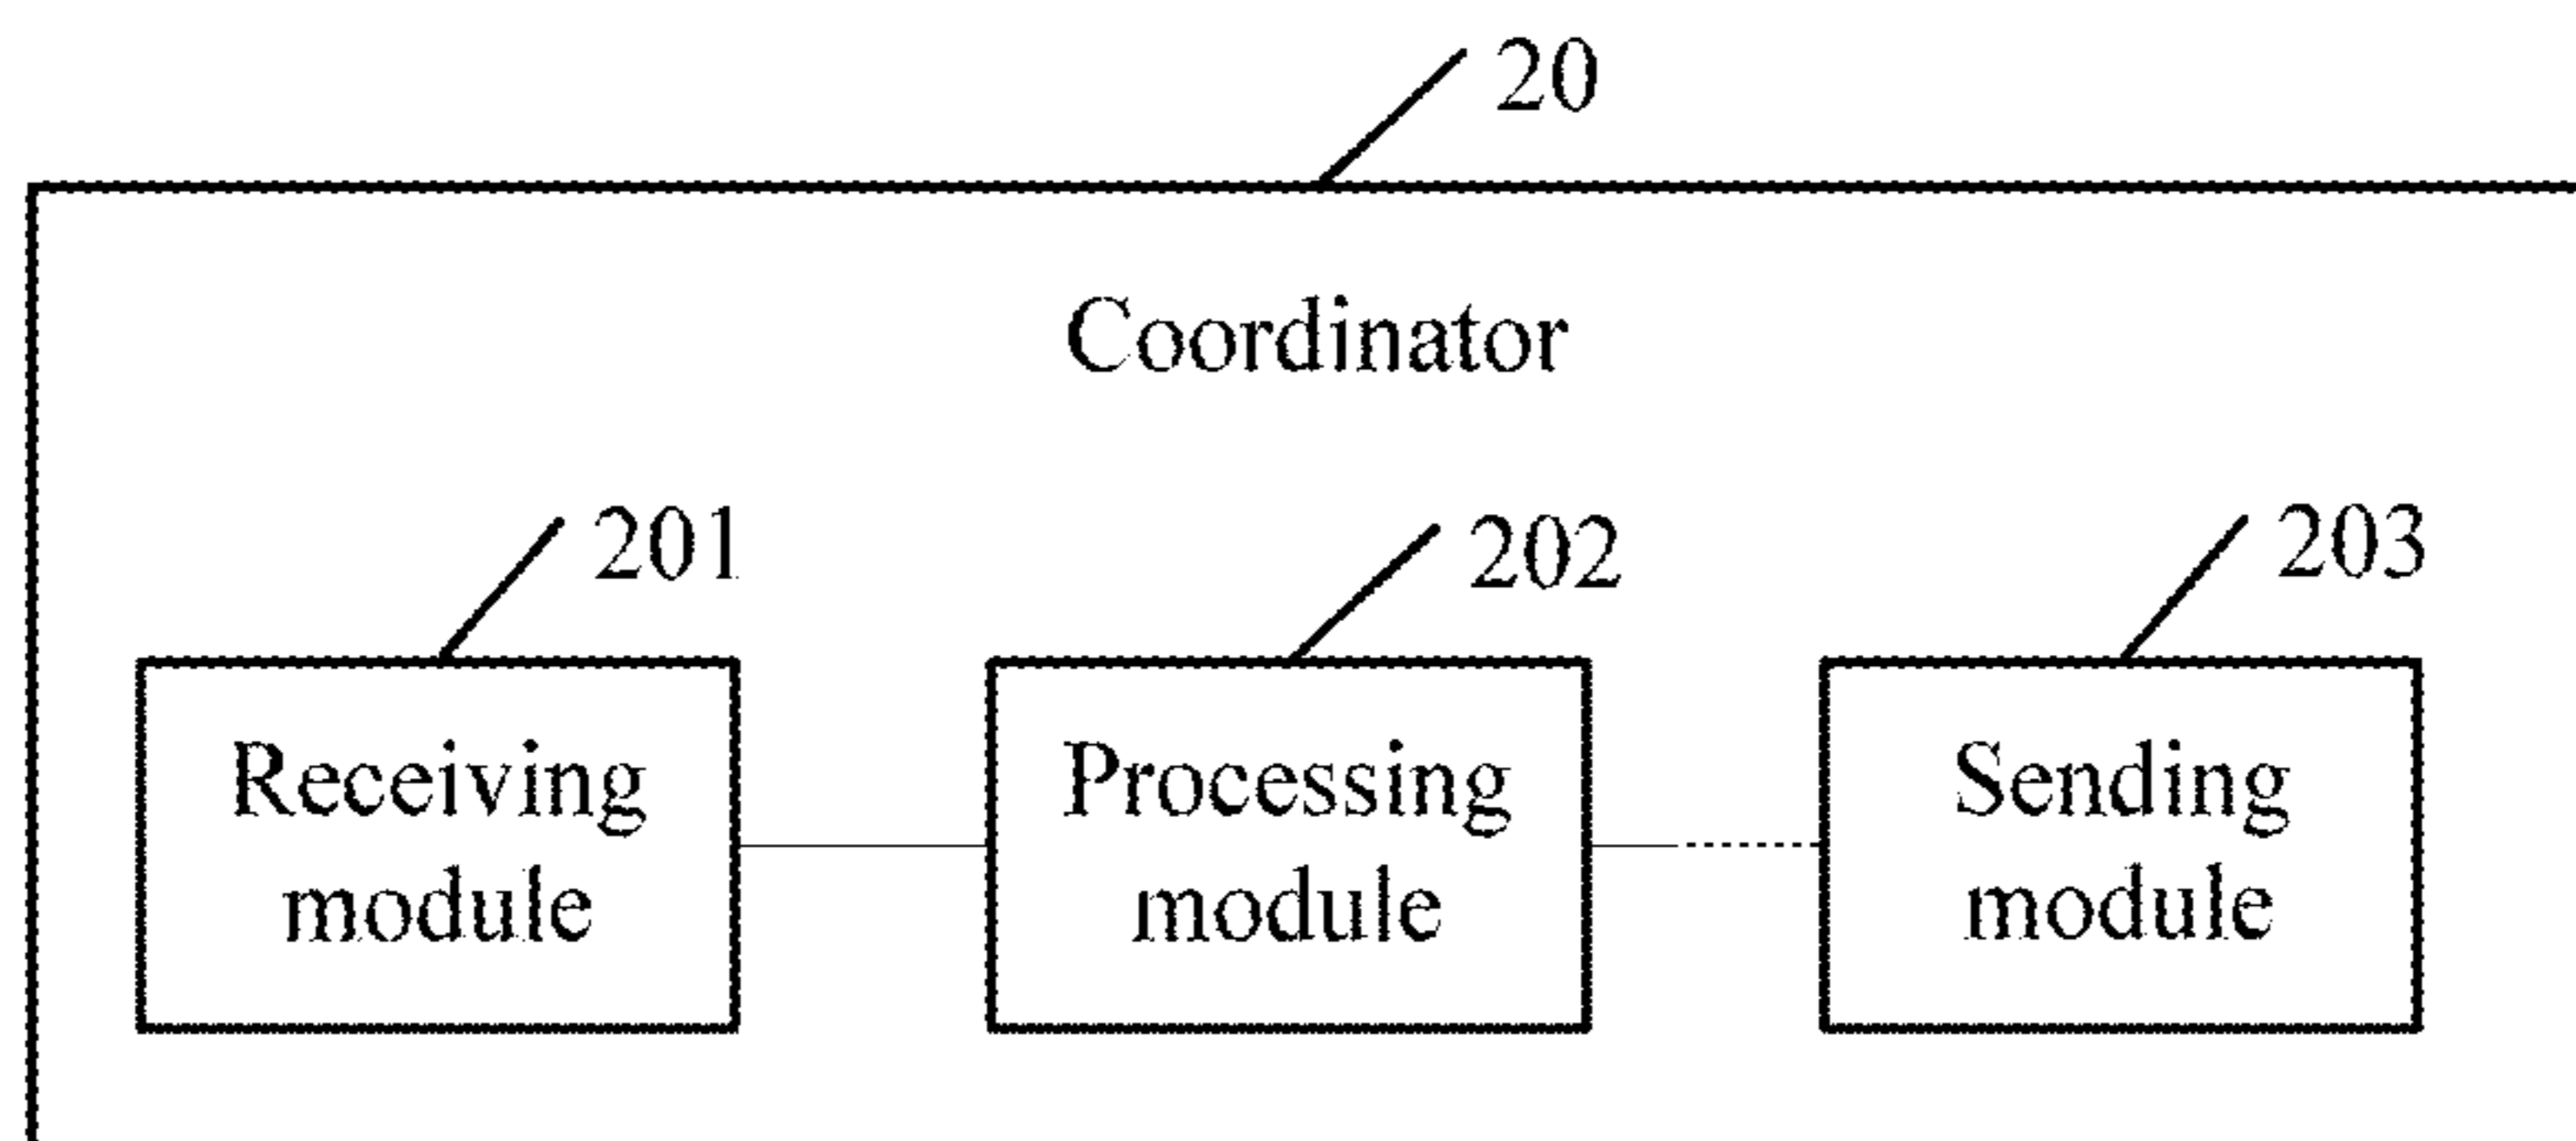 20
Coordinator
201
202
203
Receiving
module
Processing
module
Sending
module